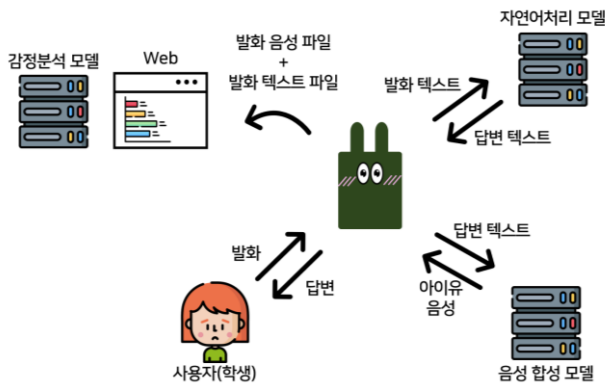 감정분석 모델
Web
발화 음성 파일
+
발화 텍스트 파일
자연어처리 모델
발화 텍스트
답변 텍스트
발화
답변
사용자(학생)
답변 텍스트
아이유
음성
음성 합성 모델